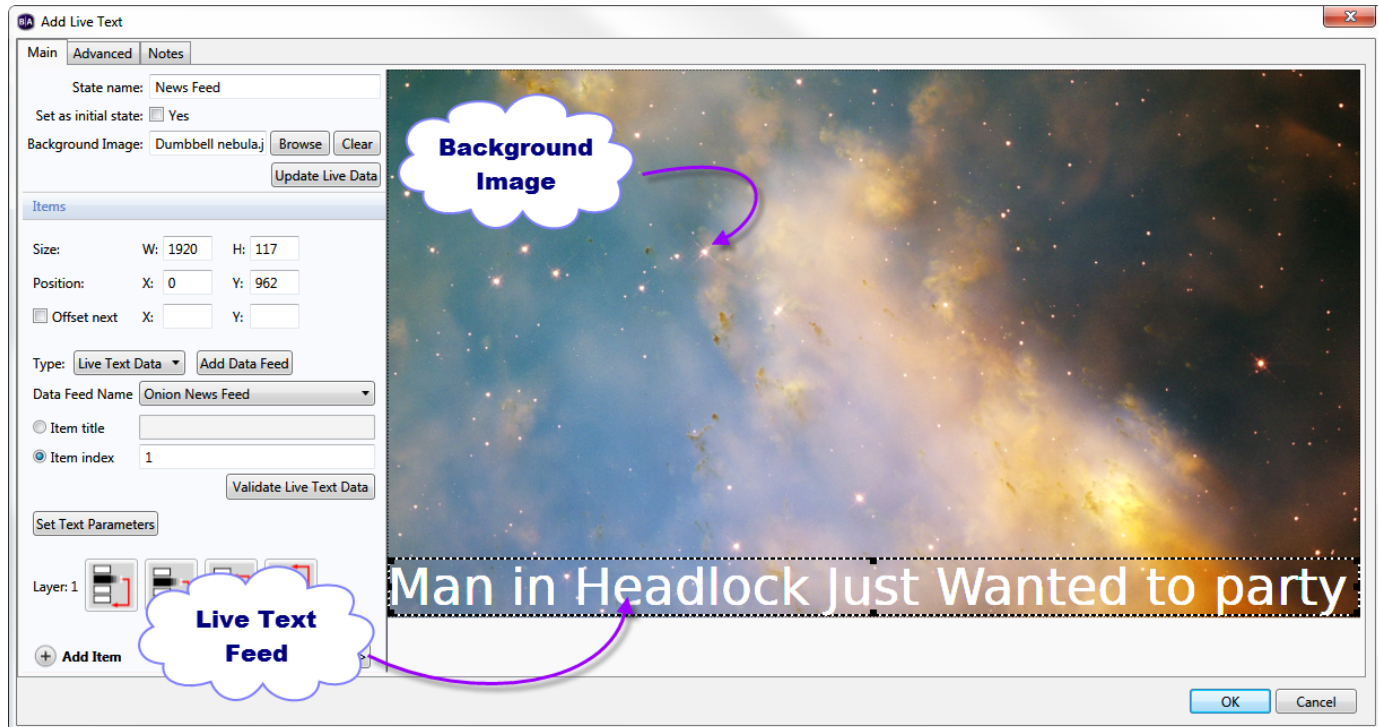 BA Add Live Text
x
Main Advanced Notes
State name: News Feed
Set as initial state: Yes
Background Image: Dumbbell nebula.j Browse Clear
Update Live Data
Items
Size: W: 1920 H: 117
Position: X: 0 Y: 962
Offset next X: Y:
Type: Live Text Data Add Data Feed
Data Feed Name Onion News Feed
Item title
Item index 1
Validate Live Text Data
Set Text Parameters
Layer: 1
+ Add Item
Background
Image
Man in Headlock Just Wanted to party
Live Text
Feed
>
OK Cancel